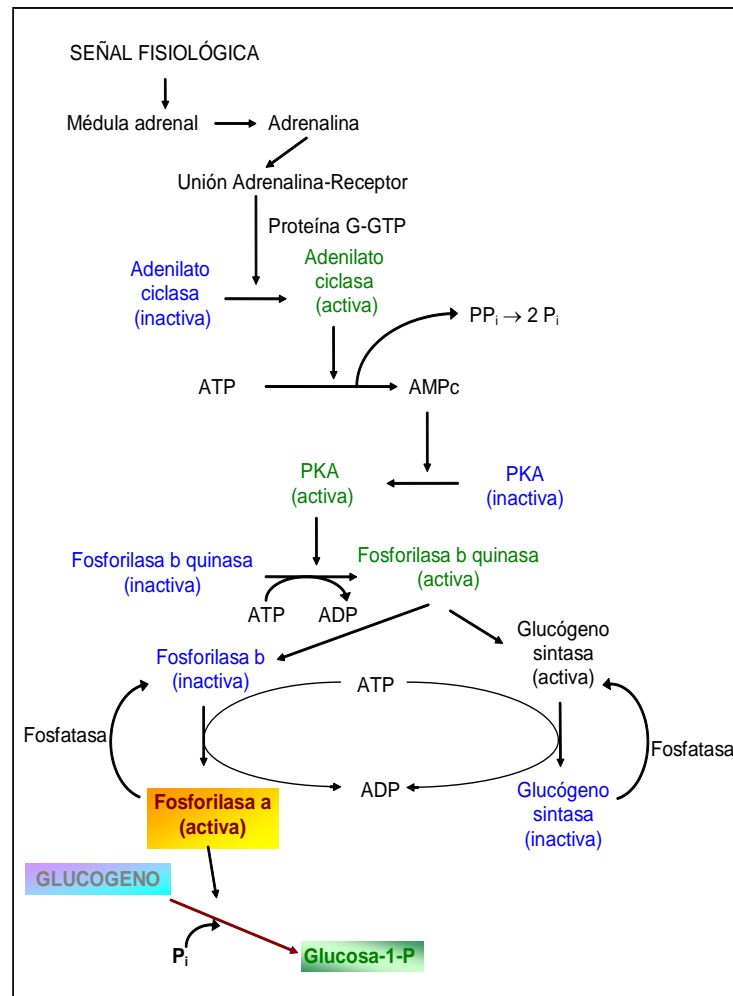 SEÑAL FISIOLÓGICA
Médula adrenal
Adrenalina
Unión Adrenalina-Receptor
Proteína G-GTP
Adenilato
ciclasa
(inactiva)
Adenilato
ciclasa
(activa)
PPi → 2 Pi
ATP
AMPc
PKA
(activa)
PKA
(inactiva)
Fosforilasa b quinasa
(inactiva)
Fosforilasa b quinasa
(activa)
ATP
ADP
Fosforilasa b
(inactiva)
ATP
Glucógeno
sintasa
(activa)
Fosfatasa
Fosfatasa
Fosforilasa a
(activa)
ADP
Glucógeno
sintasa
(inactiva)
GLUCOGENO
Pi
Glucosa-1-P